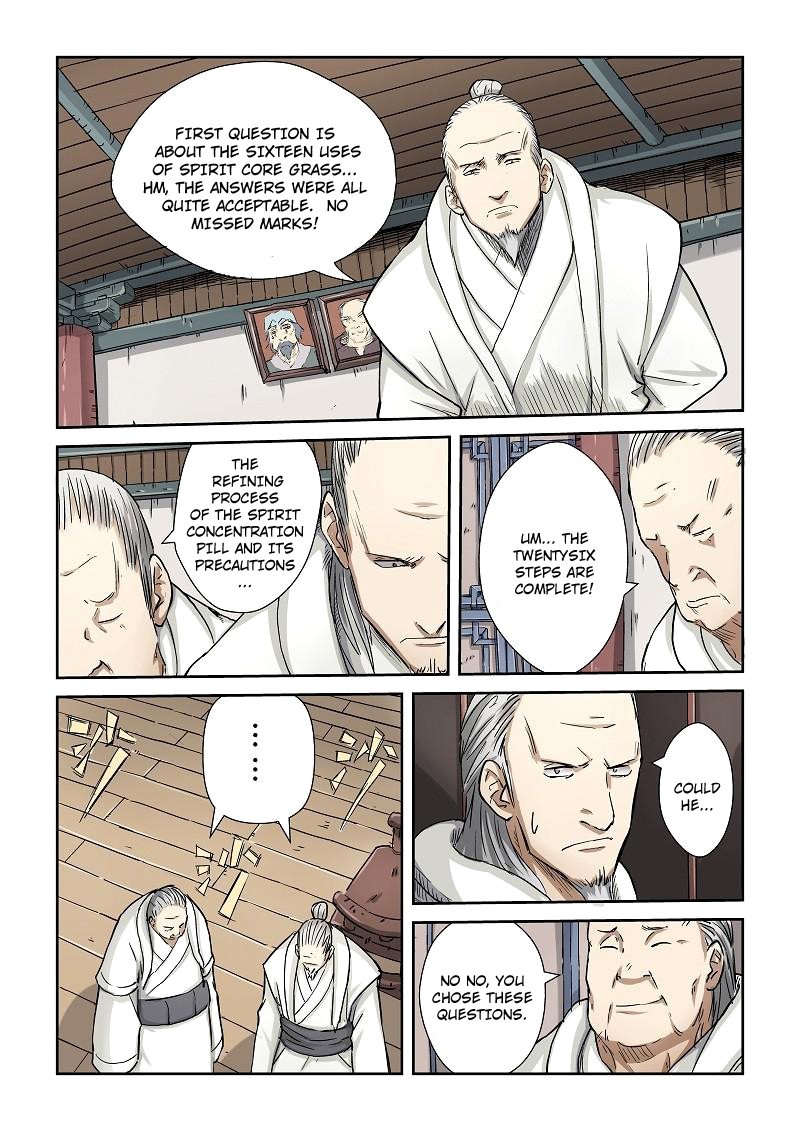 FIRST QUESTION IS
ABOUT THE SIXTEEN USES
OF SPIRIT CORE GRASS...
HM, THE ANSWERS WERE ALL
QUITE ACCEPTABLE. NO
MISSED MARKS!
THE
REFINING
PROCESS
OF THE SPIRIT
CONCENTRATION
PILL AND ITS
PRECAUTIONS
...
UM... THE
TWENTYSIX
STEPS ARE
COMPLETE!
......
COULD
HE...
NO NO, YOU
CHOSE THESE
QUESTIONS.